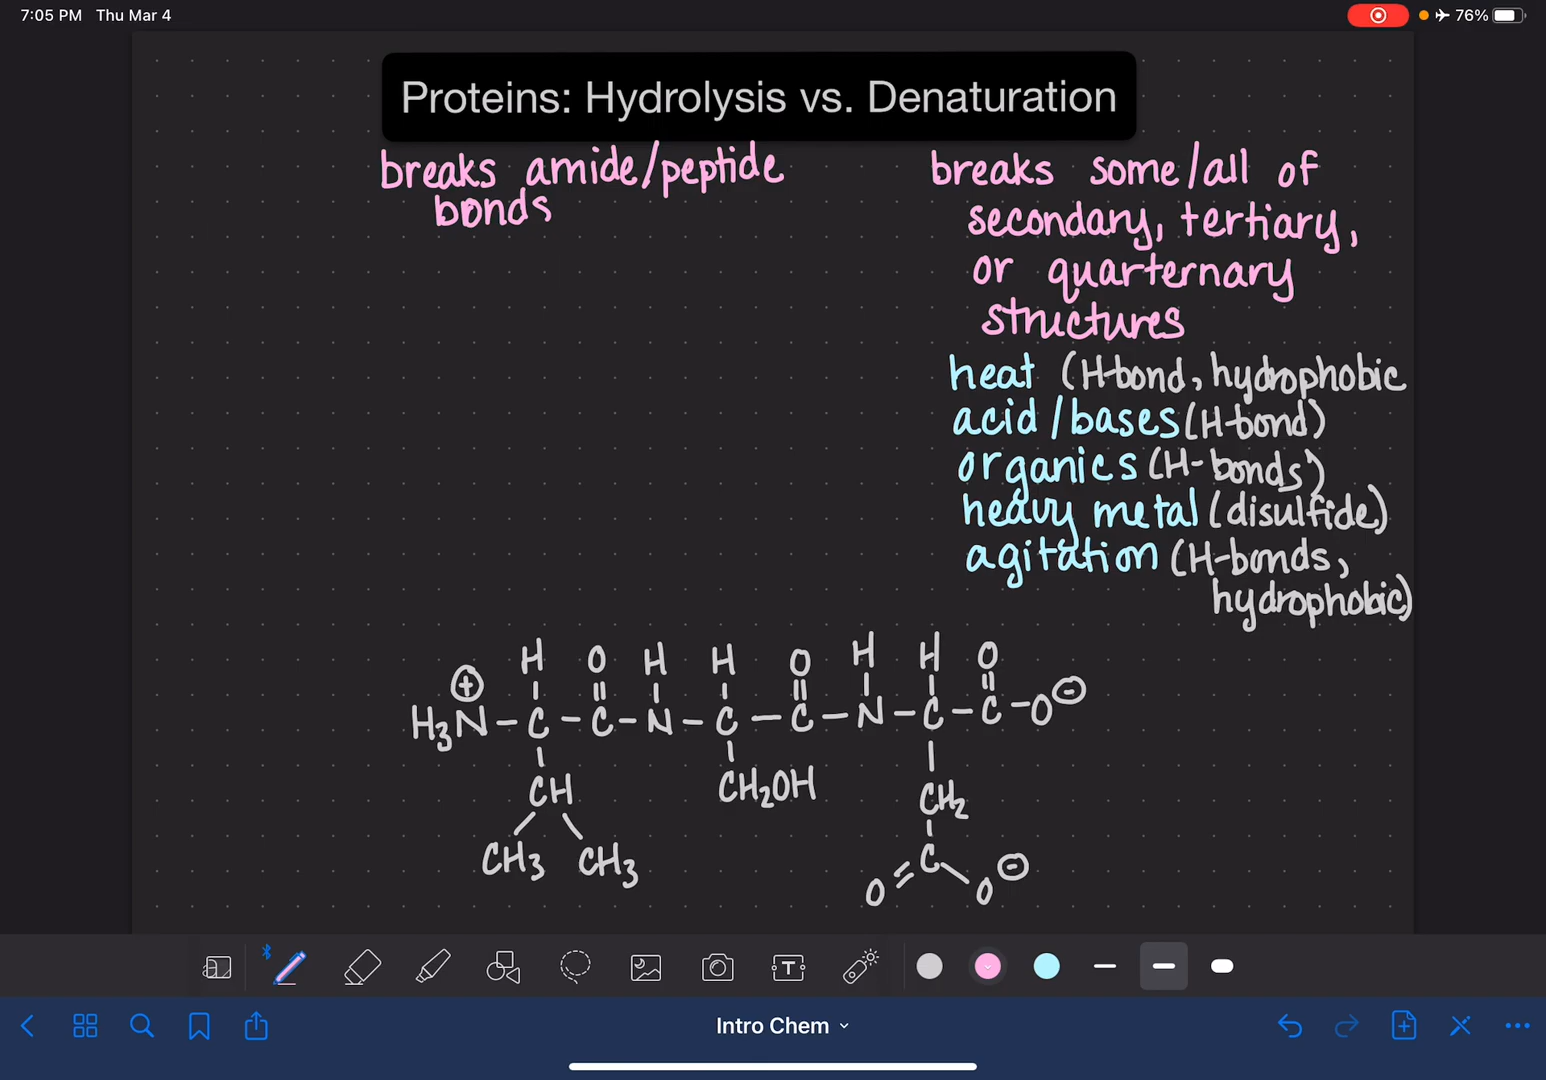 7:05 PM Thu Mar 4
76%
Proteins: Hydrolysis vs. Denaturation
breaks amide/peptide
bonds
breaks some/all of
secondary, tertiary,
or quarternary
structures
heat (H-bond, hydrophobic
acid/bases (H-bond)
organics (H-bonds)
heavy metal (disulfide)
agitation (H-bonds,
hydrophobic)
H O H H O H H O
H3N⊕ - C - C - N - C - C - N - C - C - O⊖
CH CH2OH CH2
CH3 CH3 C
O O⊖
T
Intro Chem